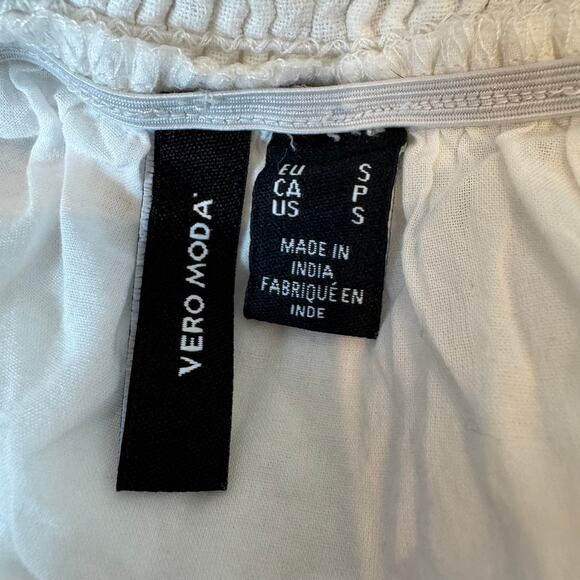 VERO MODA
EU S
CA P
US S
MADE IN
INDIA
FABRIQUÉ EN
INDE